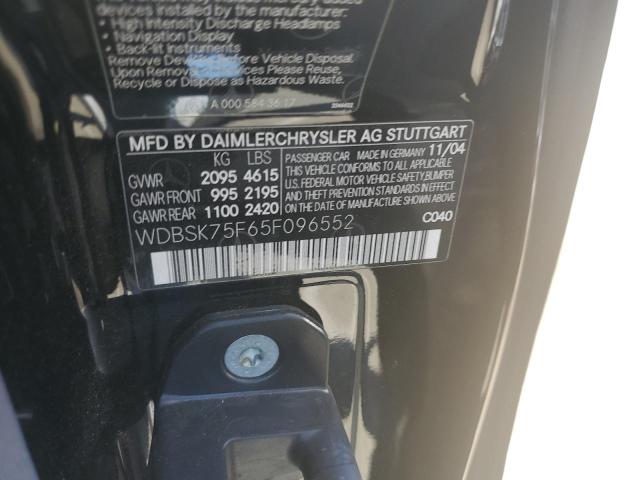 devices installed by the manufacturer:
• High Intensity Discharge Headlamps
• Navigation Display
• Back-lit Instruments
Remove Devices before Vehicle Disposal.
Upon Removal Devices Please Reuse,
Recycle or Dispose as Hazardous Waste.
A 000 584 36 17
MFD BY DAIMLERCHRYSLER AG STUTTGART
KG LBS
GVWR 2095 4615
GAWR FRONT 995 2195
GAWR REAR 1100 2420
PASSENGER CAR MADE IN GERMANY 11/04
THIS VEHICLE CONFORMS TO ALL APPLICABLE
U.S. FEDERAL MOTOR VEHICLE SAFETY, BUMPER
AND THEFT PREVENTION STANDARDS IN EFFECT
ON THE DATE OF MANUFACTURE SHOWN ABOVE.
C040
WDBSK75F65F096552